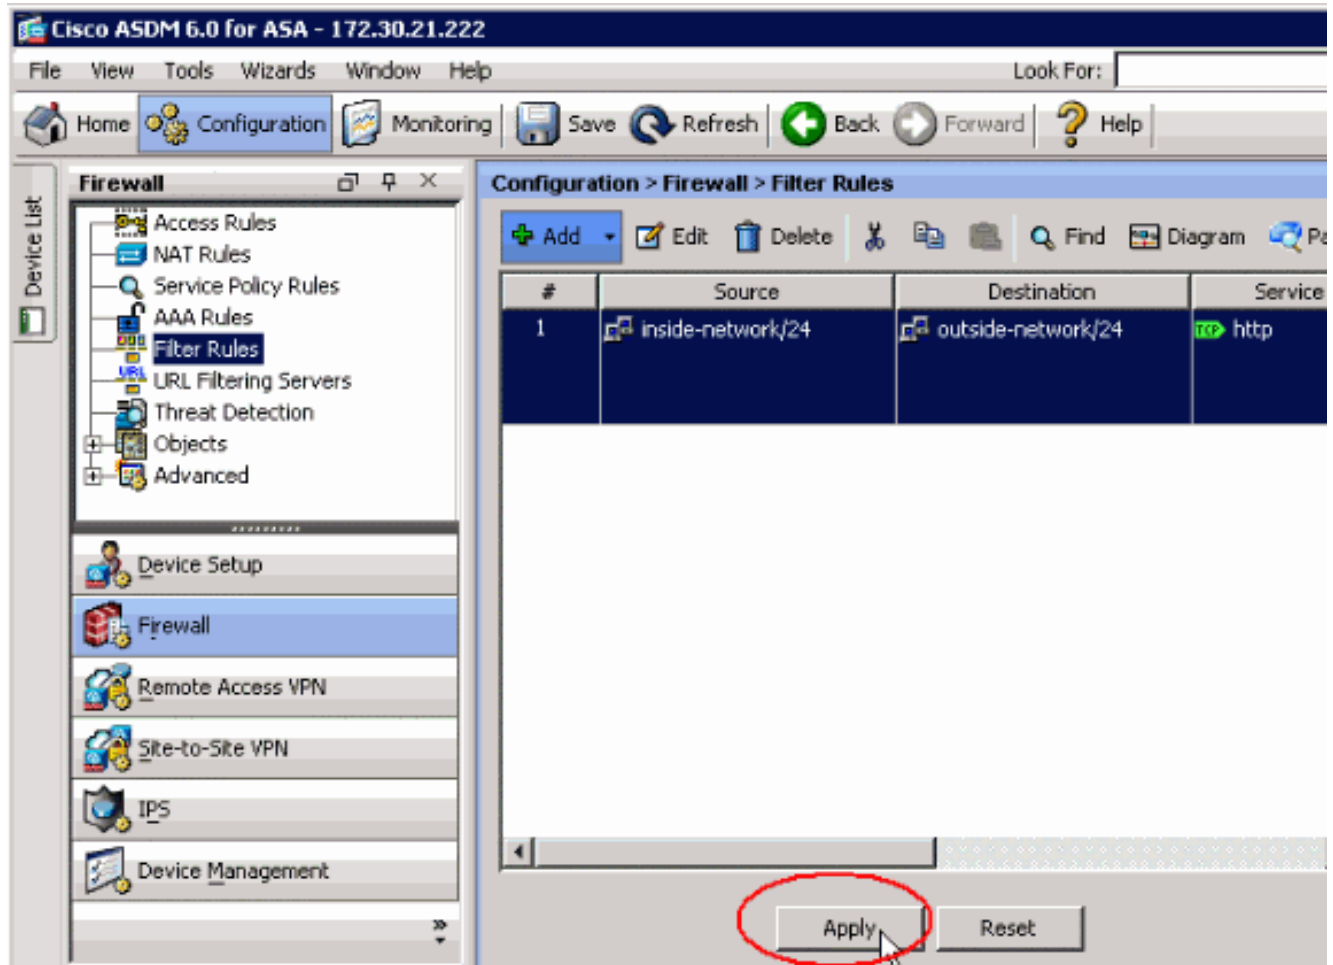 Cisco ASDM 6.0 for ASA - 172.30.21.222
File View Tools Wizards Window Help Look For:
Home Configuration Monitoring Save Refresh Back Forward Help
Device List
Firewall
Access Rules
NAT Rules
Service Policy Rules
AAA Rules
Filter Rules
URL Filtering Servers
Threat Detection
Objects
Advanced
Device Setup
Firewall
Remote Access VPN
Site-to-Site VPN
IPS
Device Management
Configuration > Firewall > Filter Rules
Add Edit Delete Find Diagram Pa
# Source Destination Service
1 inside-network/24 outside-network/24 TCP http
Apply Reset